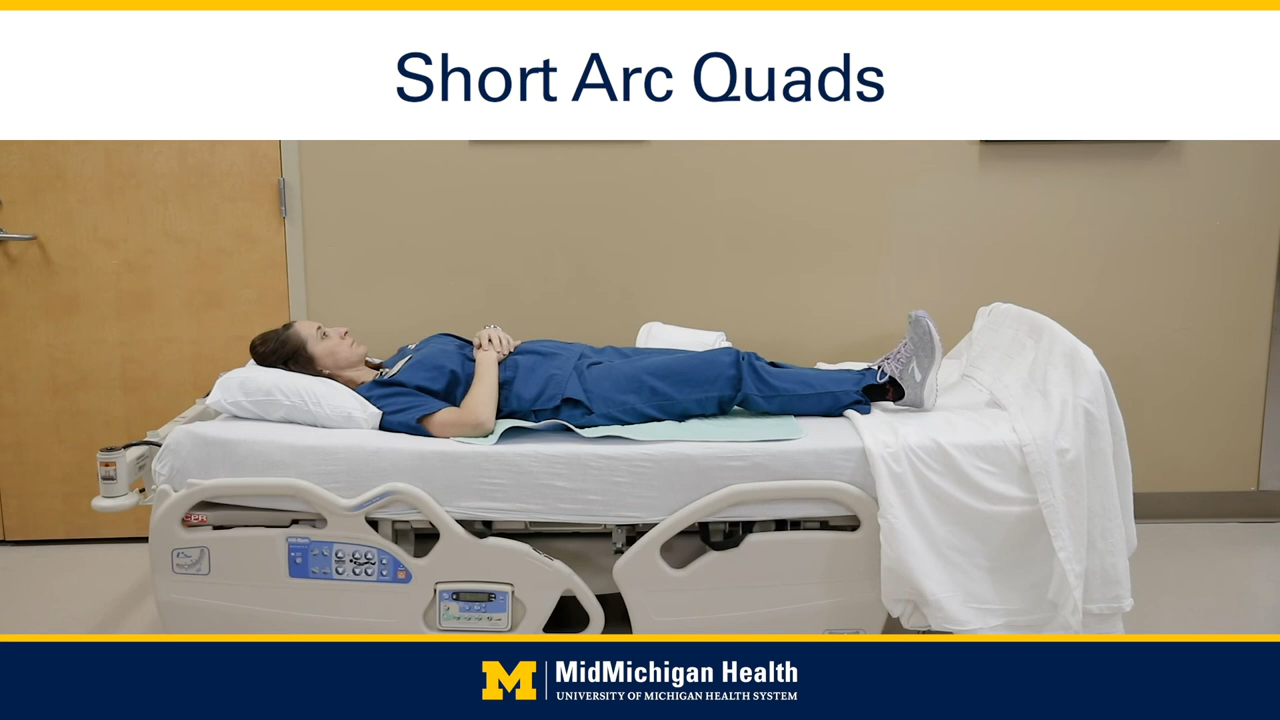 Short Arc Quads
CPR
M
MidMichigan Health
UNIVERSITY OF MICHIGAN HEALTH SYSTEM